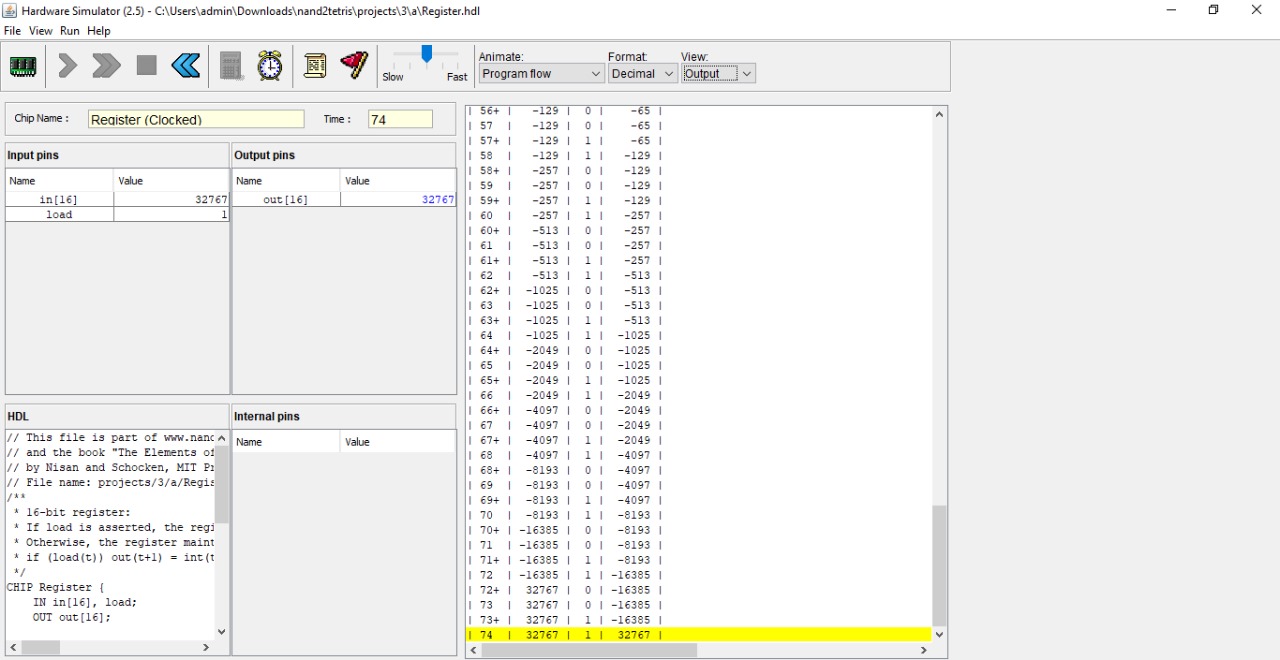 Hardware Simulator (2.5) - C:\Users\admin\Downloads\nand2tetris\projects\3\a\Register.hdl
File View Run Help
Slow Fast
Animate: Format: View:
Program flow Decimal Output
Chip Name : Register (Clocked) Time : 74
Input pins
Name Value
in[16] 32767
load 1
Output pins
Name Value
out[16] 32767
HDL
// This file is part of www.nand
// and the book "The Elements of
// by Nisan and Schocken, MIT Pr
// File name: projects/3/a/Regis
/**
* 16-bit register:
* If load is asserted, the regi
* Otherwise, the register maint
* if (load(t)) out(t+1) = int(t
*/
CHIP Register {
IN in[16], load;
OUT out[16];
Internal pins
Name Value
| 56+ | -129 | 0 | -65 |
| 57 | -129 | 0 | -65 |
| 57+ | -129 | 1 | -65 |
| 58 | -129 | 1 | -129 |
| 58+ | -257 | 0 | -129 |
| 59 | -257 | 0 | -129 |
| 59+ | -257 | 1 | -129 |
| 60 | -257 | 1 | -257 |
| 60+ | -513 | 0 | -257 |
| 61 | -513 | 0 | -257 |
| 61+ | -513 | 1 | -257 |
| 62 | -513 | 1 | -513 |
| 62+ | -1025 | 0 | -513 |
| 63 | -1025 | 0 | -513 |
| 63+ | -1025 | 1 | -513 |
| 64 | -1025 | 1 | -1025 |
| 64+ | -2049 | 0 | -1025 |
| 65 | -2049 | 0 | -1025 |
| 65+ | -2049 | 1 | -1025 |
| 66 | -2049 | 1 | -2049 |
| 66+ | -4097 | 0 | -2049 |
| 67 | -4097 | 0 | -2049 |
| 67+ | -4097 | 1 | -2049 |
| 68 | -4097 | 1 | -4097 |
| 68+ | -8193 | 0 | -4097 |
| 69 | -8193 | 0 | -4097 |
| 69+ | -8193 | 1 | -4097 |
| 70 | -8193 | 1 | -8193 |
| 70+ | -16385 | 0 | -8193 |
| 71 | -16385 | 0 | -8193 |
| 71+ | -16385 | 1 | -8193 |
| 72 | -16385 | 1 | -16385 |
| 72+ | 32767 | 0 | -16385 |
| 73 | 32767 | 0 | -16385 |
| 73+ | 32767 | 1 | -16385 |
| 74 | 32767 | 1 | 32767 |